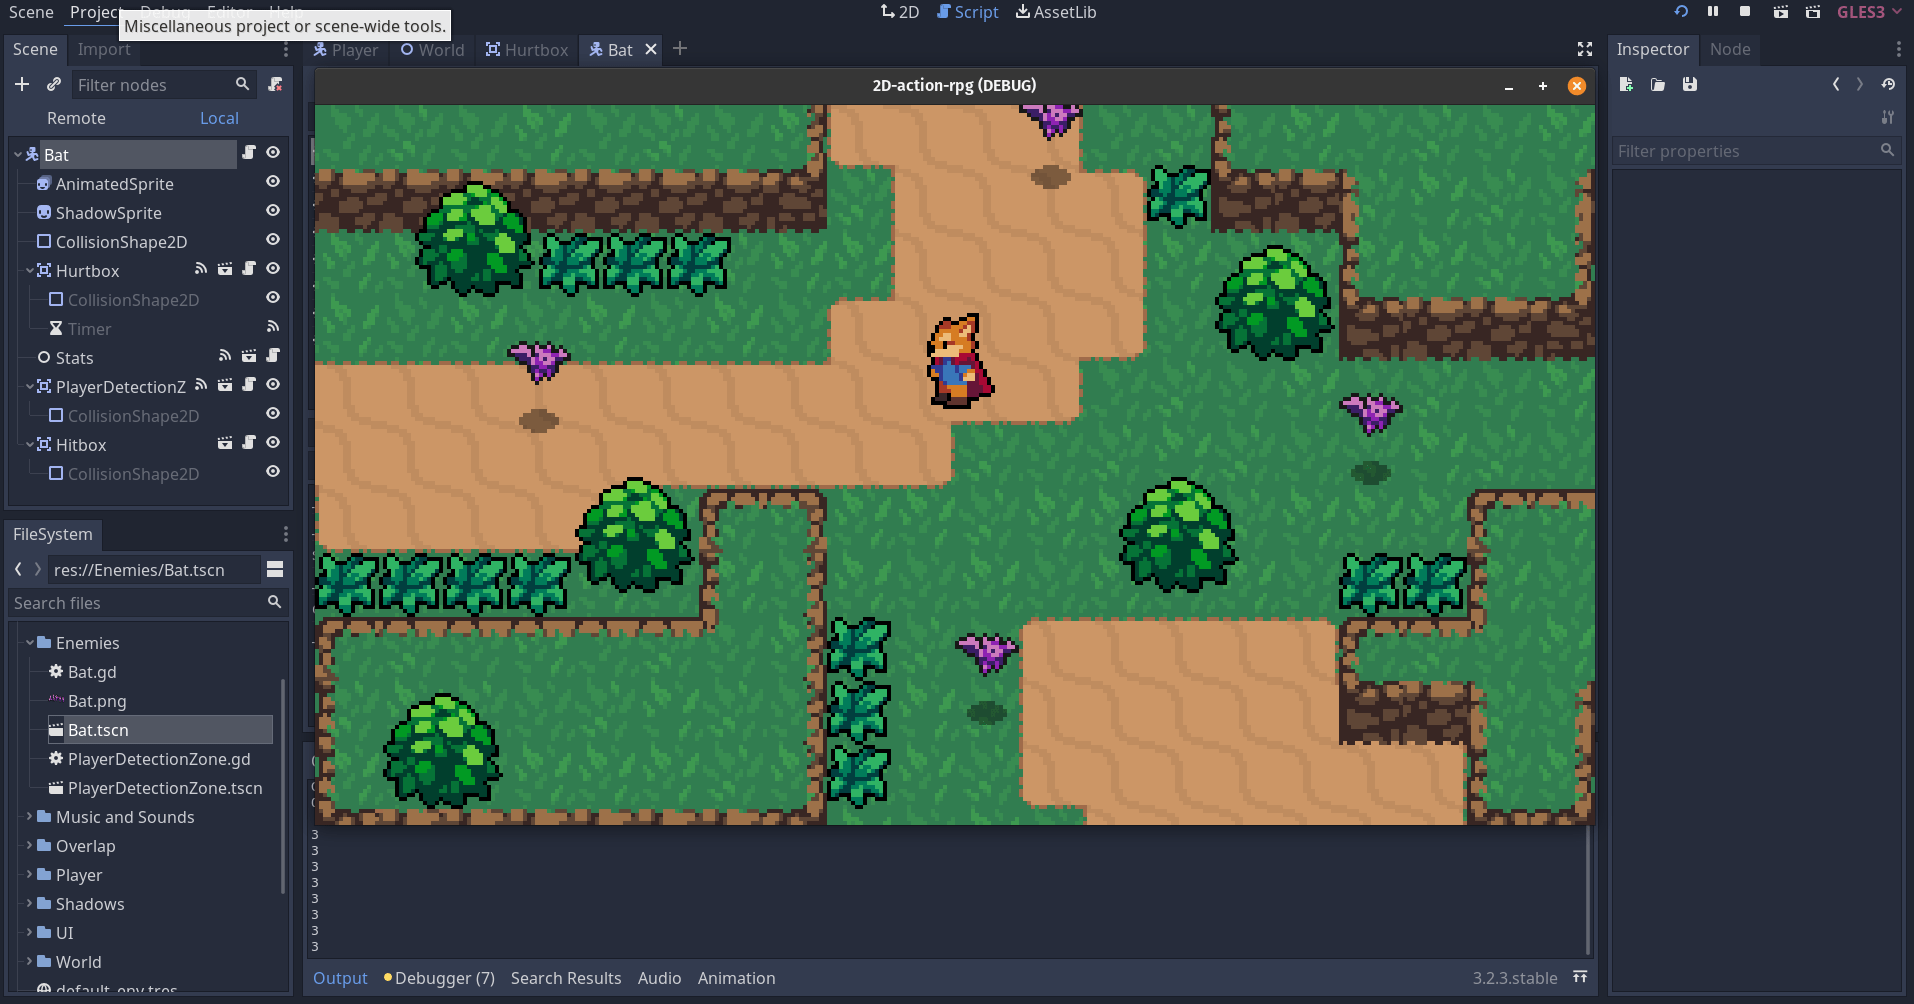 Scene Project Debug Editor Help
Miscellaneous project or scene-wide tools.
2D Script AssetLib
GLES3
Scene Import
Player World Hurtbox Bat
Inspector Node
Filter nodes
Remote Local
Filter properties
2D-action-rpg (DEBUG)
Bat
AnimatedSprite
ShadowSprite
CollisionShape2D
Hurtbox
CollisionShape2D
Timer
Stats
PlayerDetectionZ
CollisionShape2D
Hitbox
CollisionShape2D
FileSystem
res://Enemies/Bat.tscn
Search files
Enemies
Bat.gd
Bat.png
Bat.tscn
PlayerDetectionZone.gd
PlayerDetectionZone.tscn
Music and Sounds
Overlap
Player
Shadows
UI
World
default_env.tres
3
3
3
3
3
3
3
3
Output Debugger (7) Search Results Audio Animation
3.2.3.stable